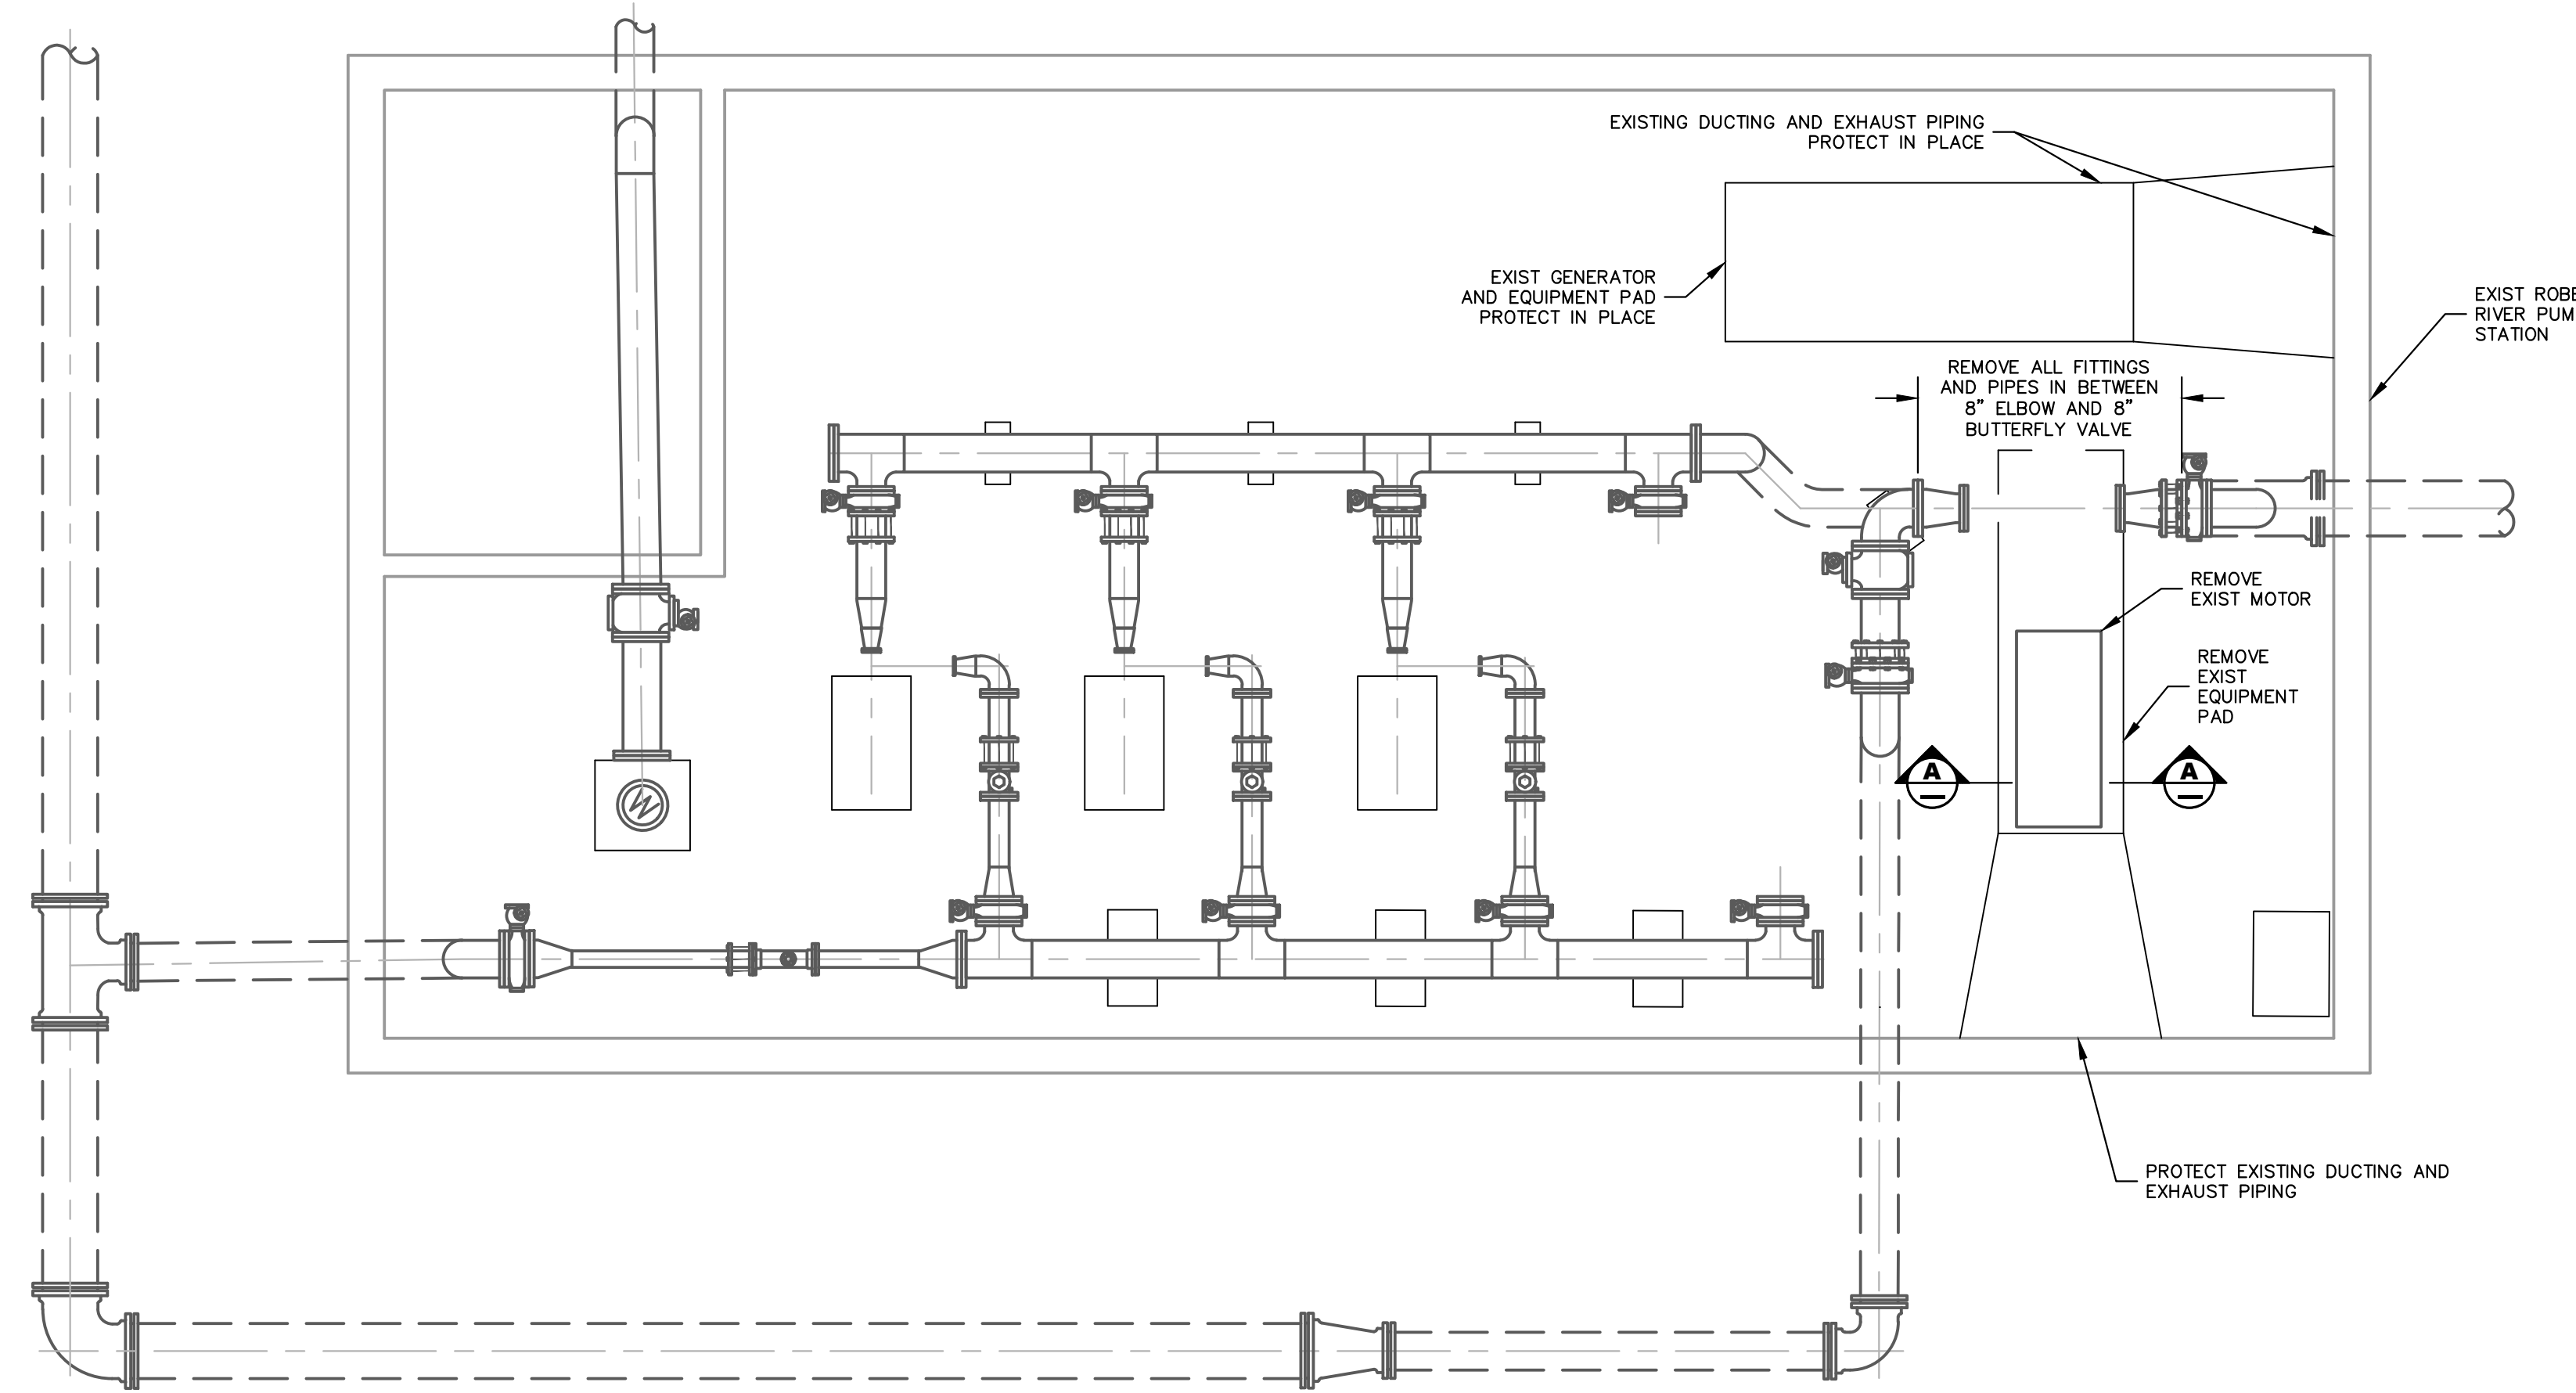 EXISTING DUCTING AND EXHAUST PIPING
PROTECT IN PLACE
EXIST GENERATOR
AND EQUIPMENT PAD
PROTECT IN PLACE
EXIST ROBE
RIVER PUM
STATION
REMOVE ALL FITTINGS
AND PIPES IN BETWEEN
8" ELBOW AND 8"
BUTTERFLY VALVE
REMOVE
EXIST MOTOR
REMOVE
EXIST
EQUIPMENT
PAD
A
A
PROTECT EXISTING DUCTING AND
EXHAUST PIPING